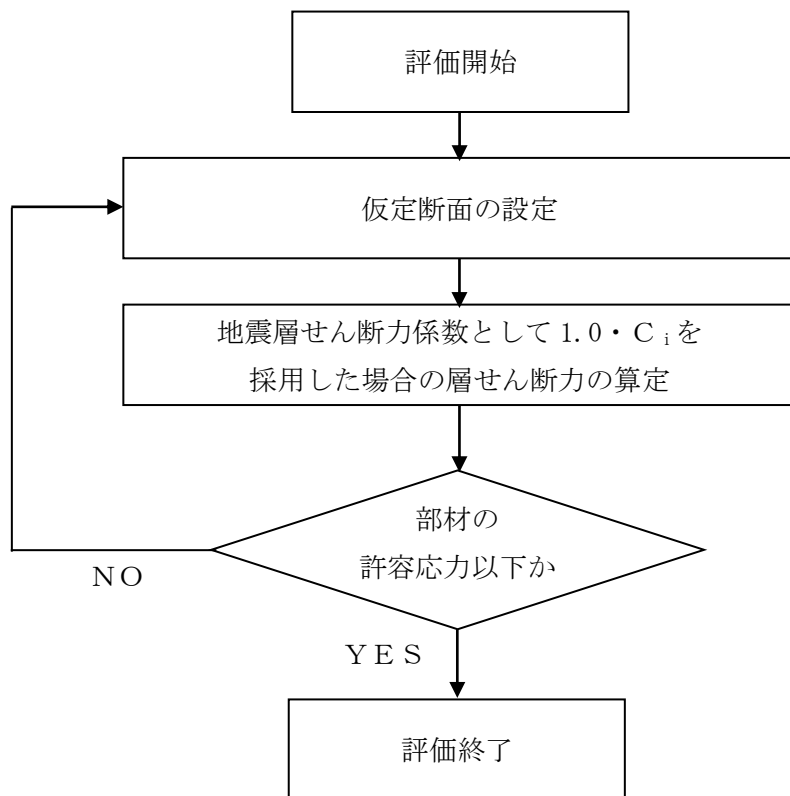 評価開始
仮定断面の設定
地震層せん断力係数として 1.0・Ｃｉを
採用した場合の層せん断力の算定
部材の
許容応力以下か
ＮＯ
ＹＥＳ
評価終了